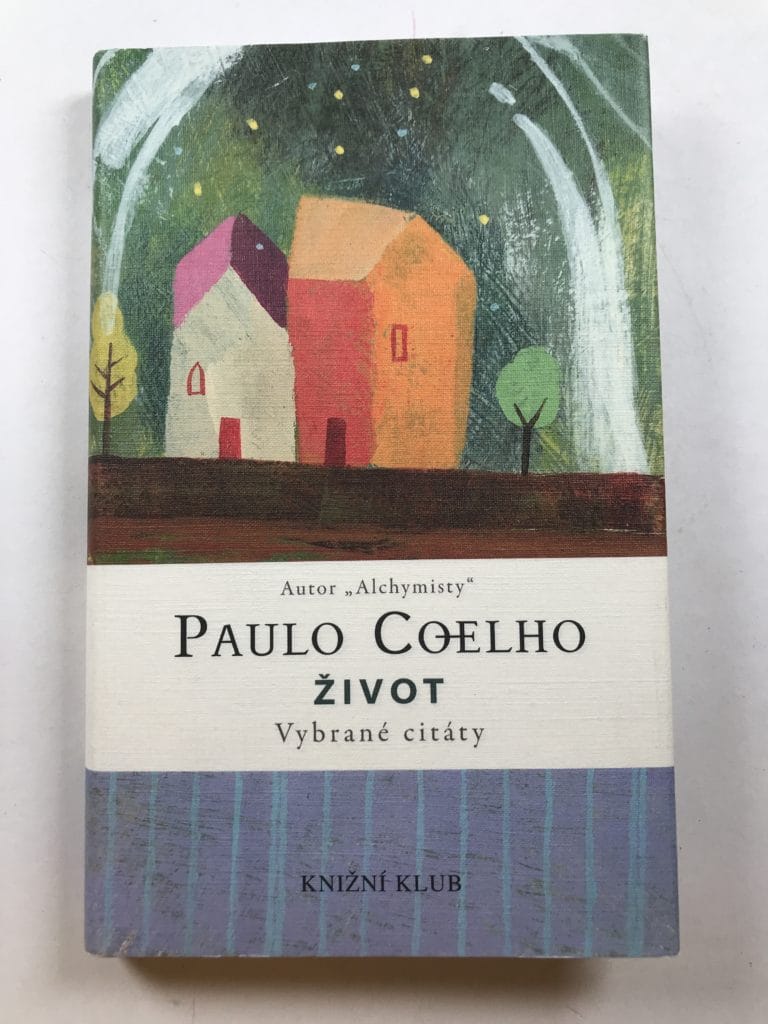 Autor „Alchymisty“
PAULO COELHO
ŽIVOT
Vybrané citáty
KNIŽNÍ KLUB